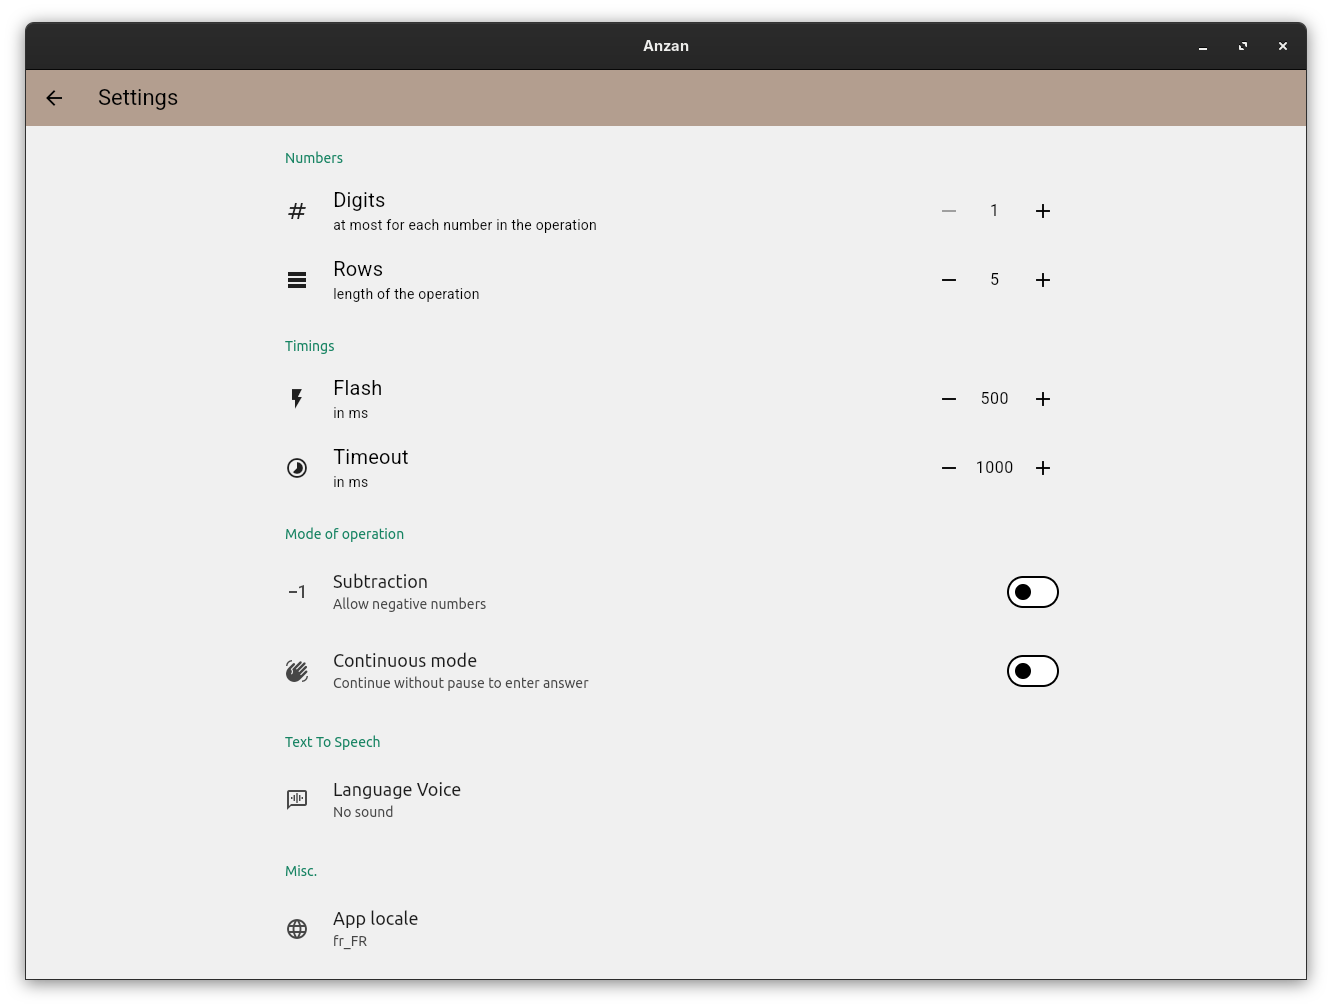 Anzan
Settings
Numbers
Digits
at most for each number in the operation
1
Rows
length of the operation
5
Timings
Flash
in ms
500
Timeout
in ms
1000
Mode of operation
−1
Subtraction
Allow negative numbers
Continuous mode
Continue without pause to enter answer
Text To Speech
Language Voice
No sound
Misc.
App locale
fr_FR